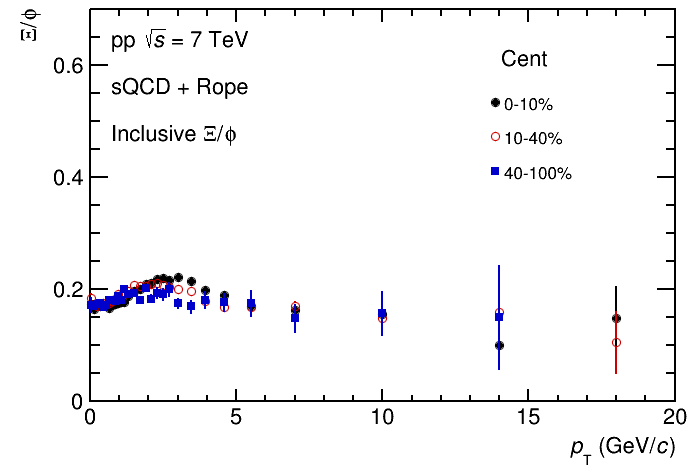 Ξ/ϕ
pp √s = 7 TeV
sQCD + Rope
Inclusive Ξ/ϕ
Cent
0-10%
10-40%
40-100%
0.6
0.4
0.2
0
0 5 10 15 20
p_T (GeV/c)